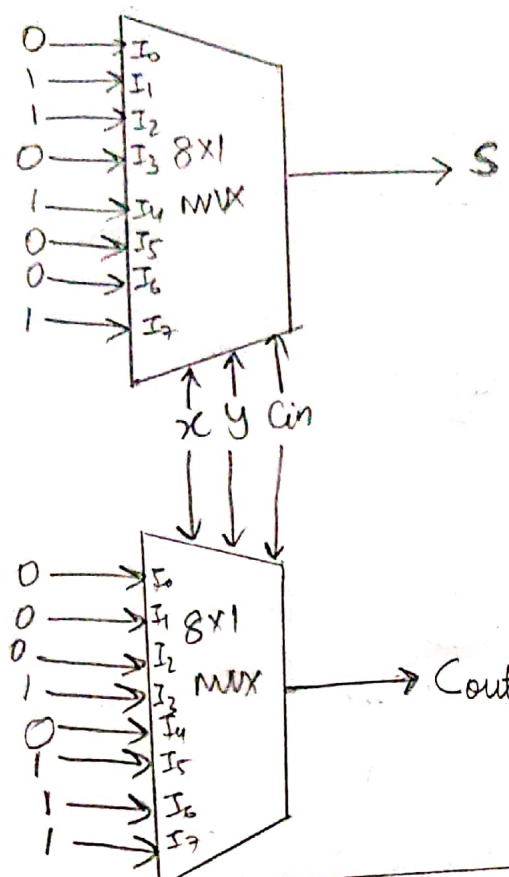 0 I0
1 I1
1 I2
0 I3 8x1
1 I4 MUX
0 I5
0 I6
1 I7
S
x y Cin
0 I0
0 I1 8x1
0 I2
1 I3 MUX
0 I4
1 I5
1 I6
1 I7
Cout